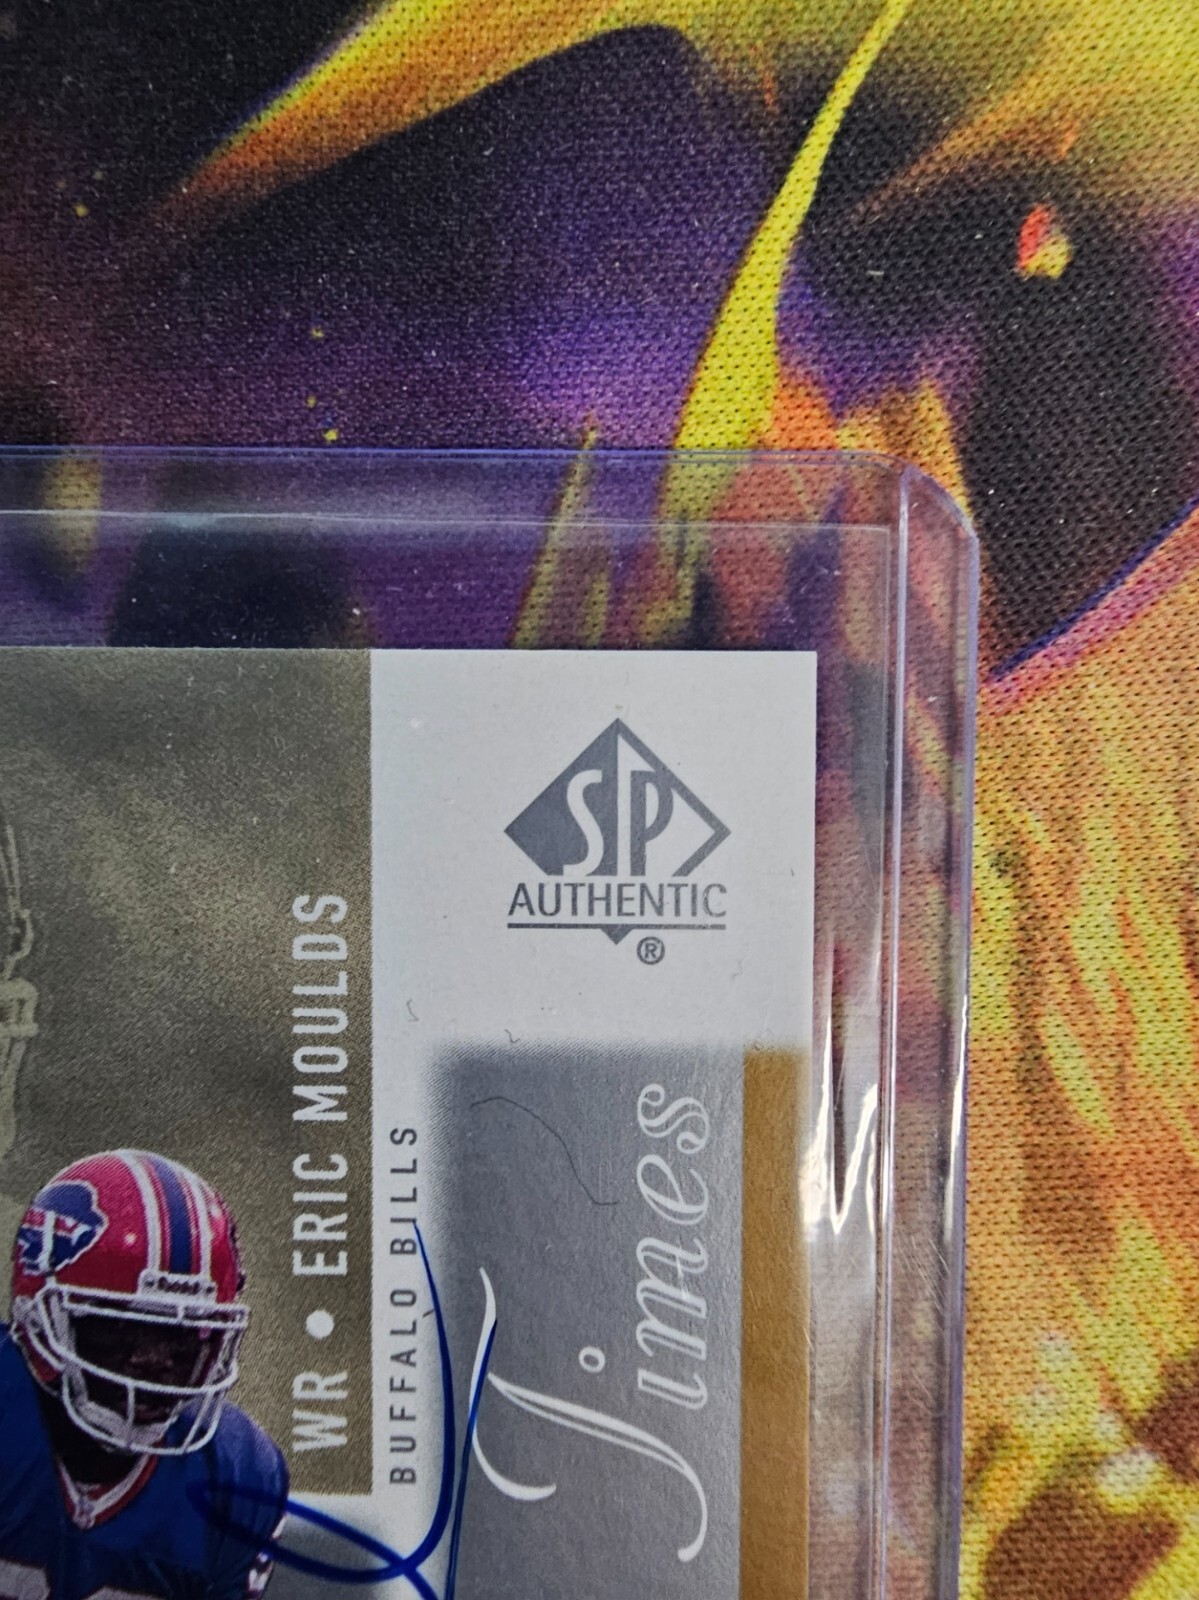 SP
AUTHENTIC
®
WR • ERIC MOULDS
BUFFALO BILLS
Times